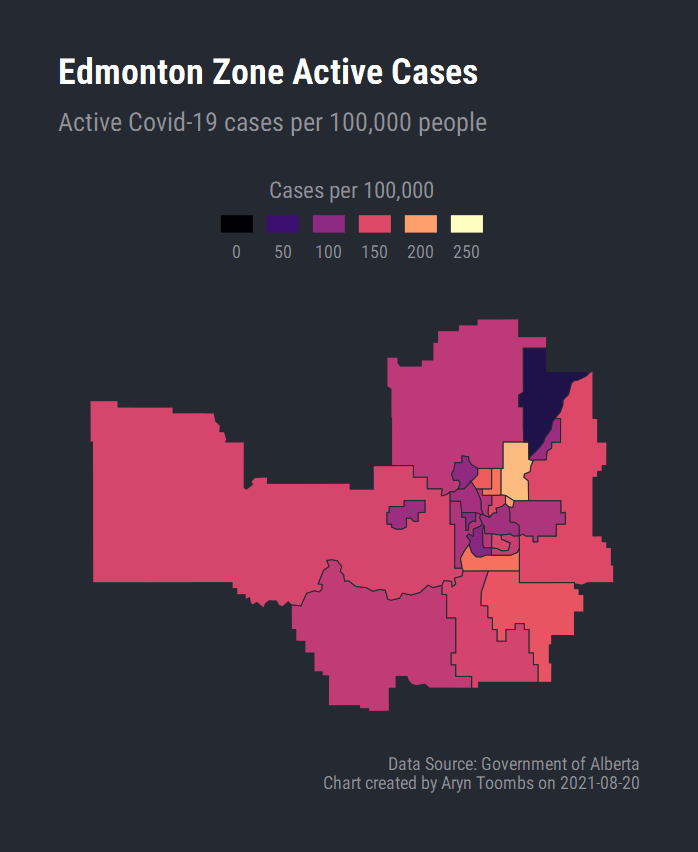 Edmonton Zone Active Cases
Active Covid-19 cases per 100,000 people
Cases per 100,000
0 50 100 150 200 250
Data Source: Government of Alberta
Chart created by Aryn Toombs on 2021-08-20